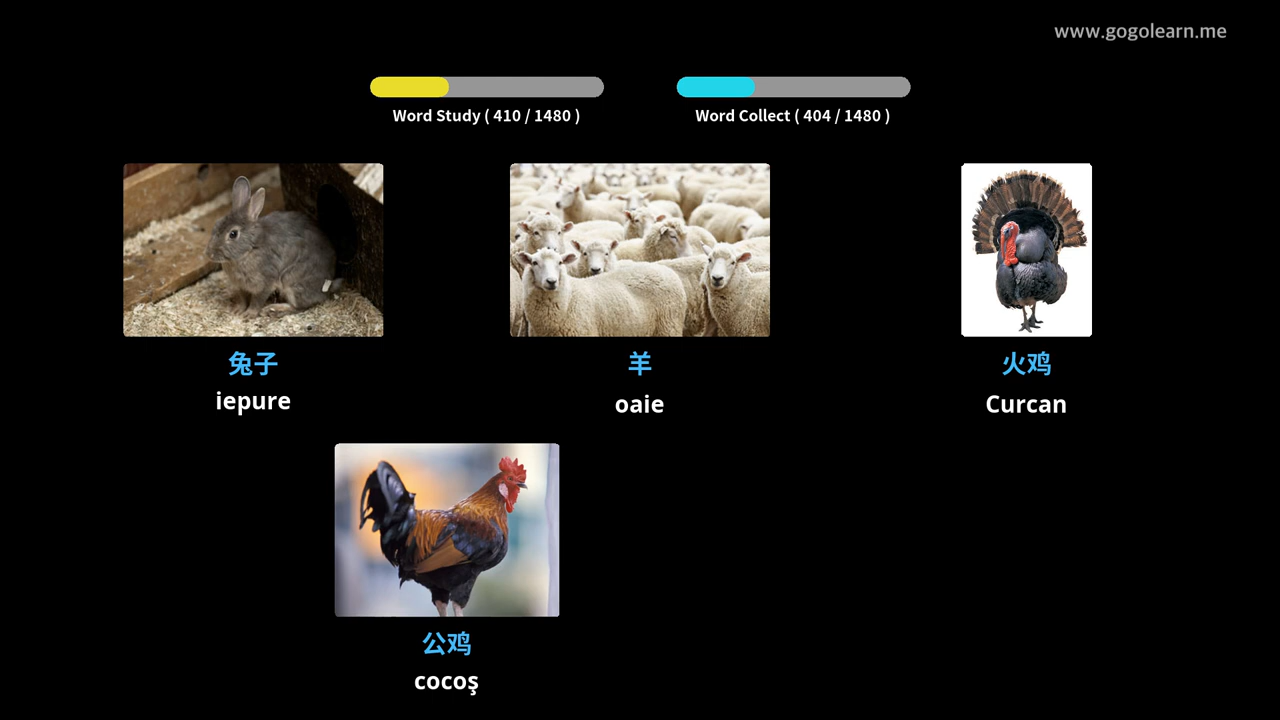 www.gogolearn.me
Word Study ( 410 / 1480 )
Word Collect ( 404 / 1480 )
兔子
iepure
羊
oaie
火鸡
Curcan
公鸡
cocoş